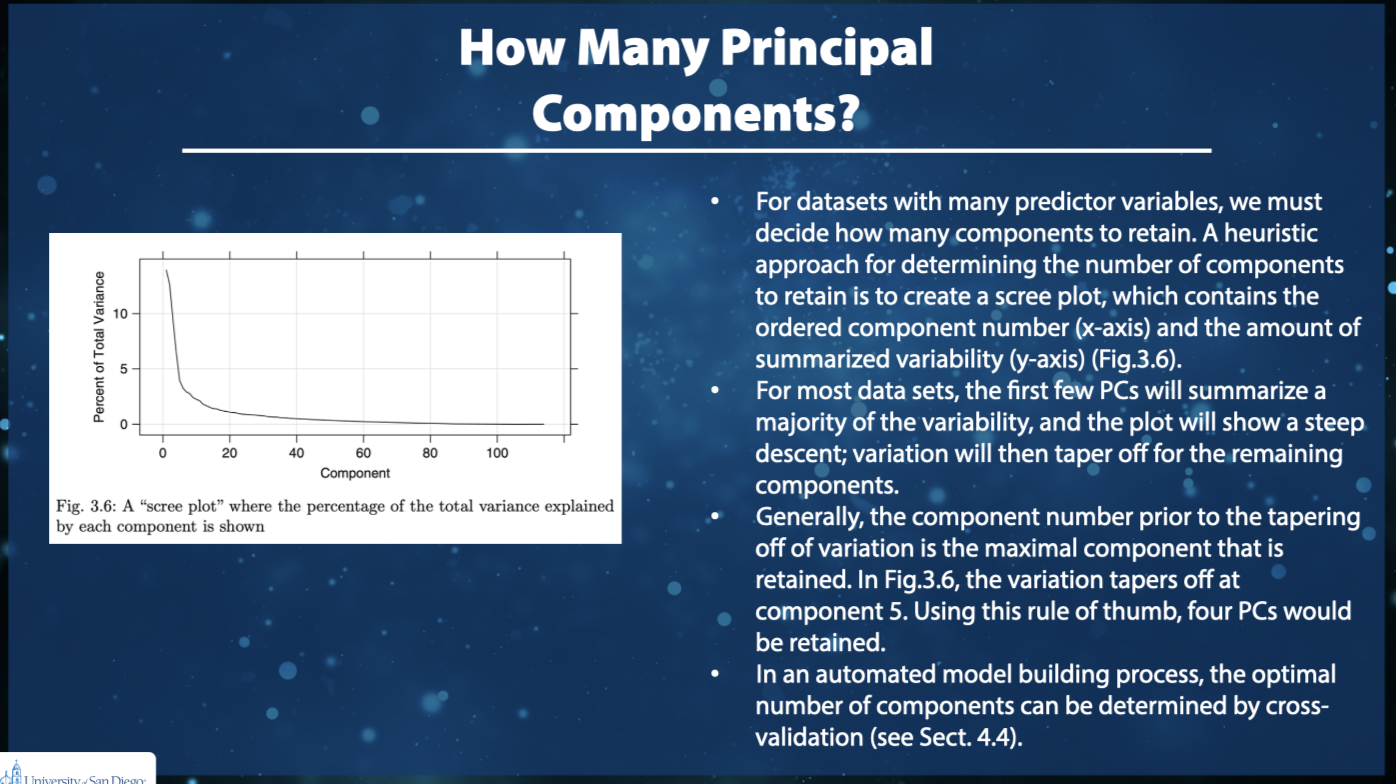 How Many Principal
Components?
10
5
0
Percent of Total Variance
0 20 40 60 80 100
Component
Fig. 3.6: A “scree plot” where the percentage of the total variance explained
by each component is shown
• For datasets with many predictor variables, we must
decide how many components to retain. A heuristic
approach for determining the number of components
to retain is to create a scree plot, which contains the
ordered component number (x-axis) and the amount of
summarized variability (y-axis) (Fig.3.6).
• For most data sets, the first few PCs will summarize a
majority of the variability, and the plot will show a steep
descent; variation will then taper off for the remaining
components.
• Generally, the component number prior to the tapering
off of variation is the maximal component that is
retained. In Fig.3.6, the variation tapers off at
component 5. Using this rule of thumb, four PCs would
be retained.
• In an automated model building process, the optimal
number of components can be determined by cross-
validation (see Sect. 4.4).
University of San Diego